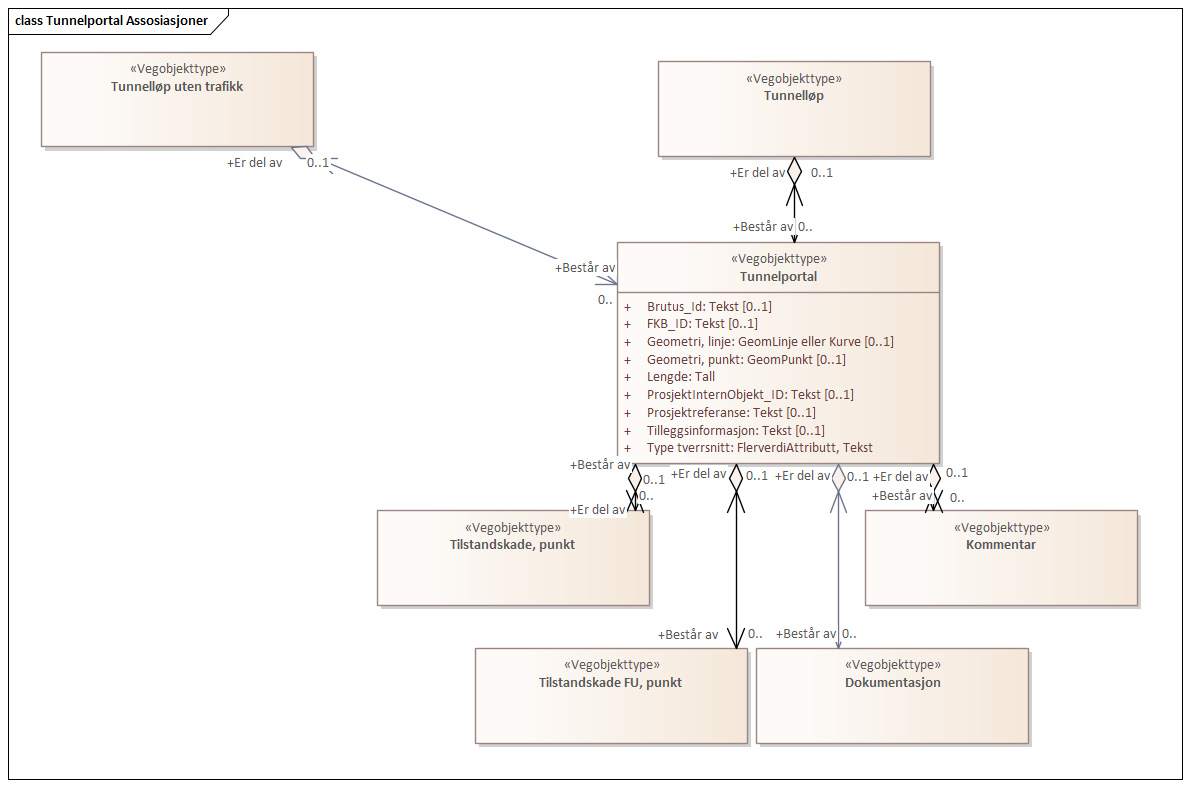 class Tunnelportal Assosiasjoner
«Vegobjekttype»
Tunnelløp uten trafikk
«Vegobjekttype»
Tunnelløp
+Er del av
0..1
+Er del av
0..1
+Består av
0..
+Består av
0..
«Vegobjekttype»
Tunnelportal
+ Brutus_Id: Tekst [0..1]
+ FKB_ID: Tekst [0..1]
+ Geometri, linje: GeomLinje eller Kurve [0..1]
+ Geometri, punkt: GeomPunkt [0..1]
+ Lengde: Tall
+ ProsjektInternObjekt_ID: Tekst [0..1]
+ Prosjektreferanse: Tekst [0..1]
+ Tilleggsinformasjon: Tekst [0..1]
+ Type tverrsnitt: FlerverdiAttributt, Tekst
+Består av
0..1
+Er del av
0..1
+Er del av
0..1
+Er del av
0..1
0..
+Består av
0..
+Er del av
«Vegobjekttype»
Tilstandskade, punkt
«Vegobjekttype»
Kommentar
+Består av
0..
+Består av
0..
«Vegobjekttype»
Tilstandskade FU, punkt
«Vegobjekttype»
Dokumentasjon